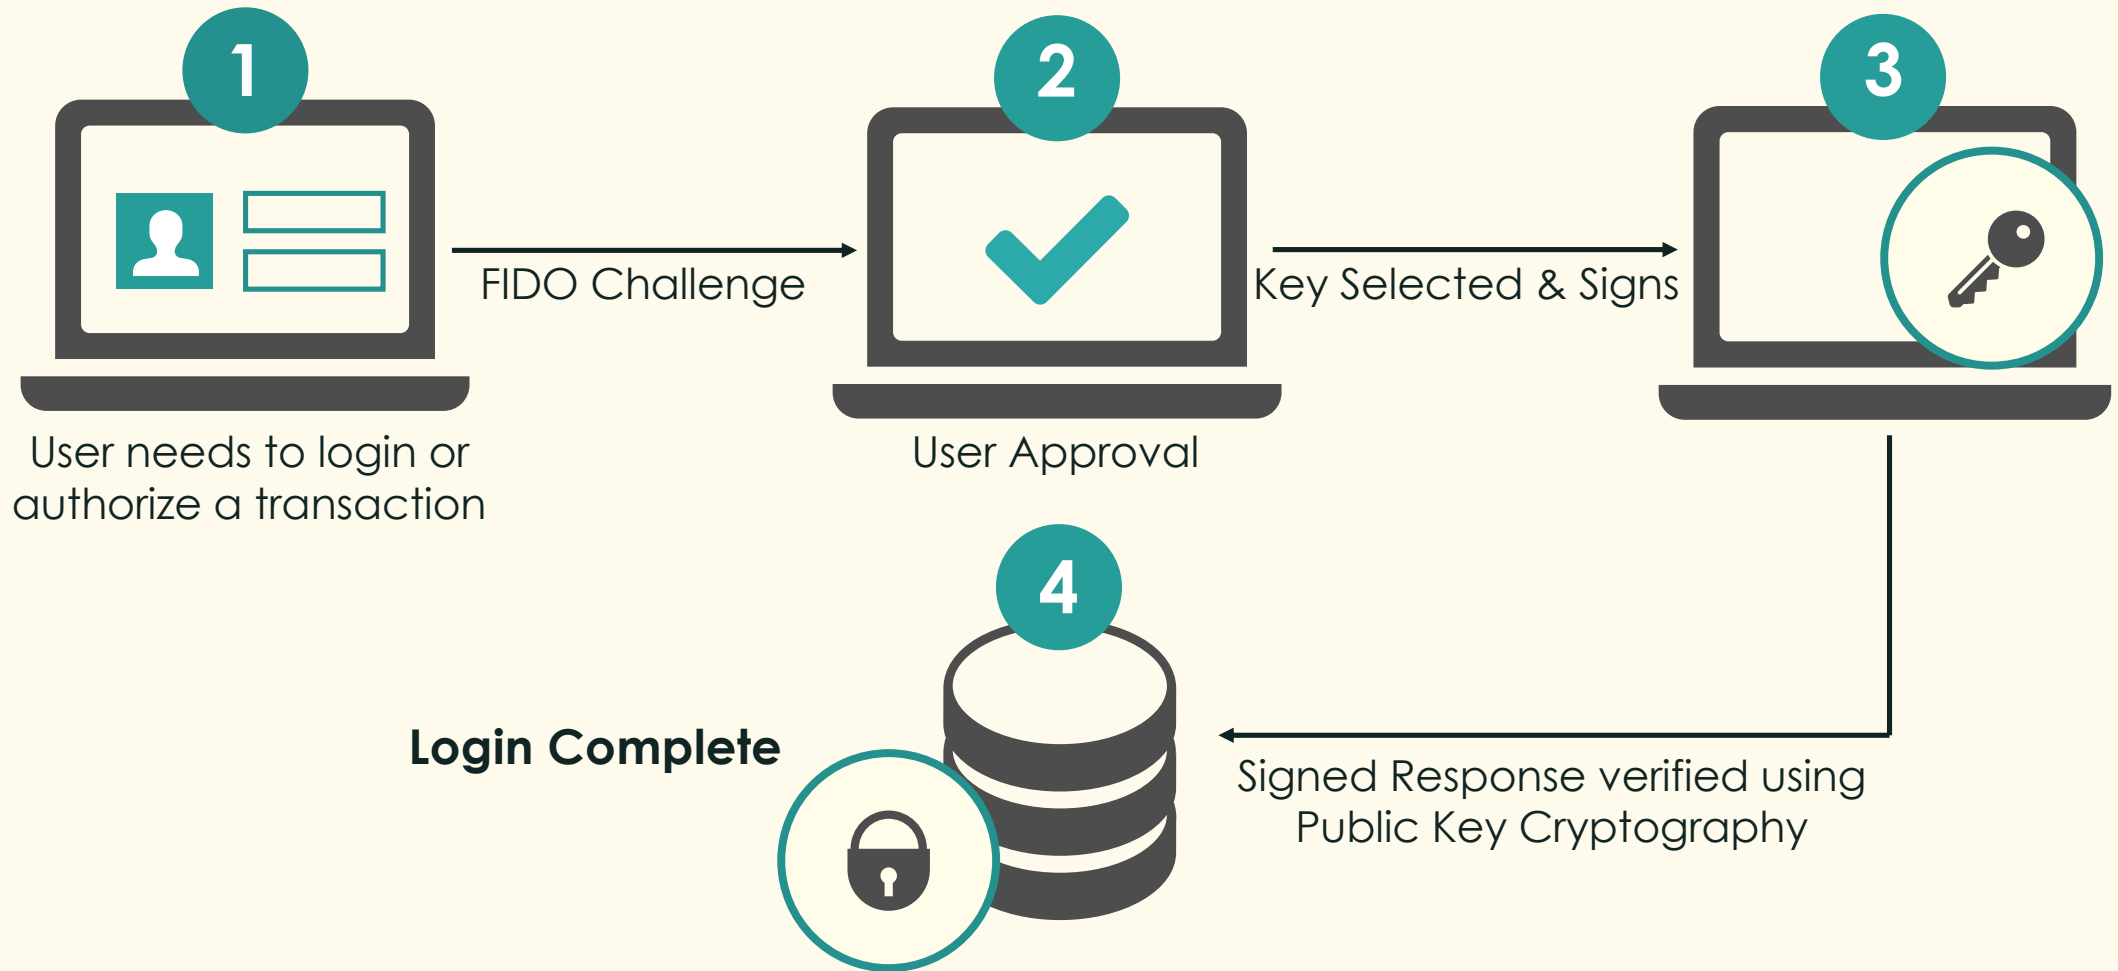 1
2
3
FIDO Challenge
Key Selected & Signs
User needs to login or
authorize a transaction
User Approval
4
Login Complete
Signed Response verified using
Public Key Cryptography